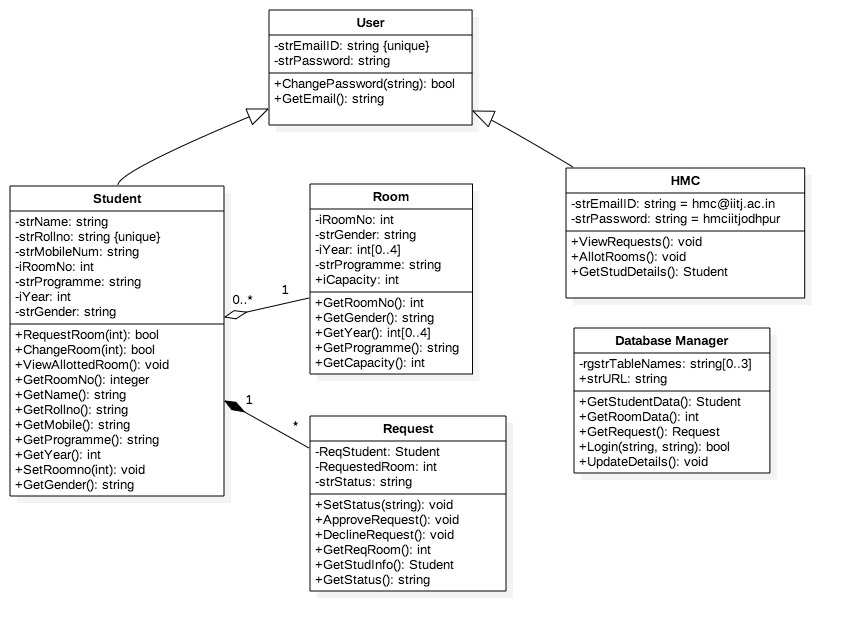 User
-strEmailID: string {unique}
-strPassword: string
+ChangePassword(string): bool
+GetEmail(): string
Student
-strName: string
-strRollno: string {unique}
-strMobileNum: string
-iRoomNo: int
-strProgramme: string
-iYear: int
-strGender: string
+RequestRoom(int): bool
+ChangeRoom(int): bool
+ViewAllottedRoom(): void
+GetRoomNo(): integer
+GetName(): string
+GetRollno(): string
+GetMobile(): string
+GetProgramme(): string
+GetYear(): int
+SetRoomno(int): void
+GetGender(): string
0..*
1
1
*
Room
-iRoomNo: int
-strGender: string
-iYear: int[0..4]
-strProgramme: string
+iCapacity: int
+GetRoomNo(): int
+GetGender(): string
+GetYear(): int[0..4]
+GetProgramme(): string
+GetCapacity(): int
Request
-ReqStudent: Student
-RequestedRoom: int
-strStatus: string
+SetStatus(string): void
+ApproveRequest(): void
+DeclineRequest(): void
+GetReqRoom(): int
+GetStudInfo(): Student
+GetStatus(): string
HMC
-strEmailID: string = hmc@iitj.ac.in
-strPassword: string = hmciitjodhpur
+ViewRequests(): void
+AllotRooms(): void
+GetStudDetails(): Student
Database Manager
-rgstrTableNames: string[0..3]
+strURL: string
+GetStudentData(): Student
+GetRoomData(): int
+GetRequest(): Request
+Login(string, string): bool
+UpdateDetails(): void